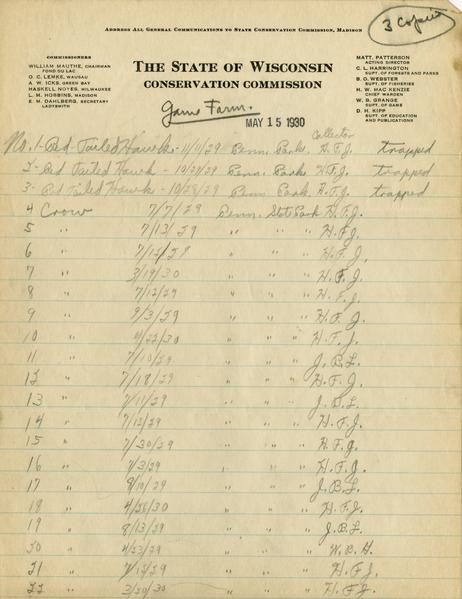 ADDRESS ALL GENERAL COMMUNICATIONS TO STATE CONSERVATION COMMISSION, MADISON
3 Copies
COMMISSIONERS
WILLIAM MAUTHE, CHAIRMAN
FOND DU LAC
O. C. LEMKE, WAUSAU
A. W. ICKS, GREEN BAY
HASKELL NOYES, MILWAUKEE
L. M. HOBBINS, MADISON
E. M. DAHLBERG, SECRETARY
LADYSMITH
THE STATE OF WISCONSIN
CONSERVATION COMMISSION
MATT. PATTERSON
ACTING DIRECTOR
C. L. HARRINGTON
SUPT. OF FORESTS AND PARKS
B. O. WEBSTER
SUPT. OF FISHERIES
H. W. MAC KENZIE
CHIEF WARDEN
W. B. GRANGE
SUPT. OF GAME
D. H. KIPP
SUPT. OF EDUCATION
AND PUBLICATIONS
Game Farm.
MAY 15 1930
Collector
No. 1-Red Tailed Hawk - 11/11/29 Penn. Park H.F.J. trapped
2- Red Tailed Hawk - 10/24/29 Penn. Park H.F.J. trapped
3- Red Tailed Hawk - 10/28/29 Penn Park H.F.J. trapped
4 Crow 7/7/29 Penn. State Park H.F.J.
5 " 7/13/29 " " " H.F.J.
6 " 7/12/29 " " " H.F.J.
7 " 3/19/30 " " " H.F.J.
8 " 7/12/29 " " " H.F.J.
9 " 9/3/29 " " " H.F.J.
10 " 4/22/30 " " " H.F.J.
11 " 7/10/29 " " " J.B.L.
12 " 7/18/29 " " " H.F.J.
13 " 7/11/29 " " " J.B.L.
14 " 7/12/29 " " " H.F.J.
15 " 7/30/29 " " " H.F.J.
16 " 7/3/29 " " " H.F.J.
17 " 8/10/29 " " " J.B.L.
18 " 4/26/30 " " " H.F.J.
19 " 8/13/29 " " " J.B.L.
20 " 4/23/29 " " " W.C.H.
21 " 7/12/29 " " " H.F.J.
22 " 3/20/30 " " " H.F.J.